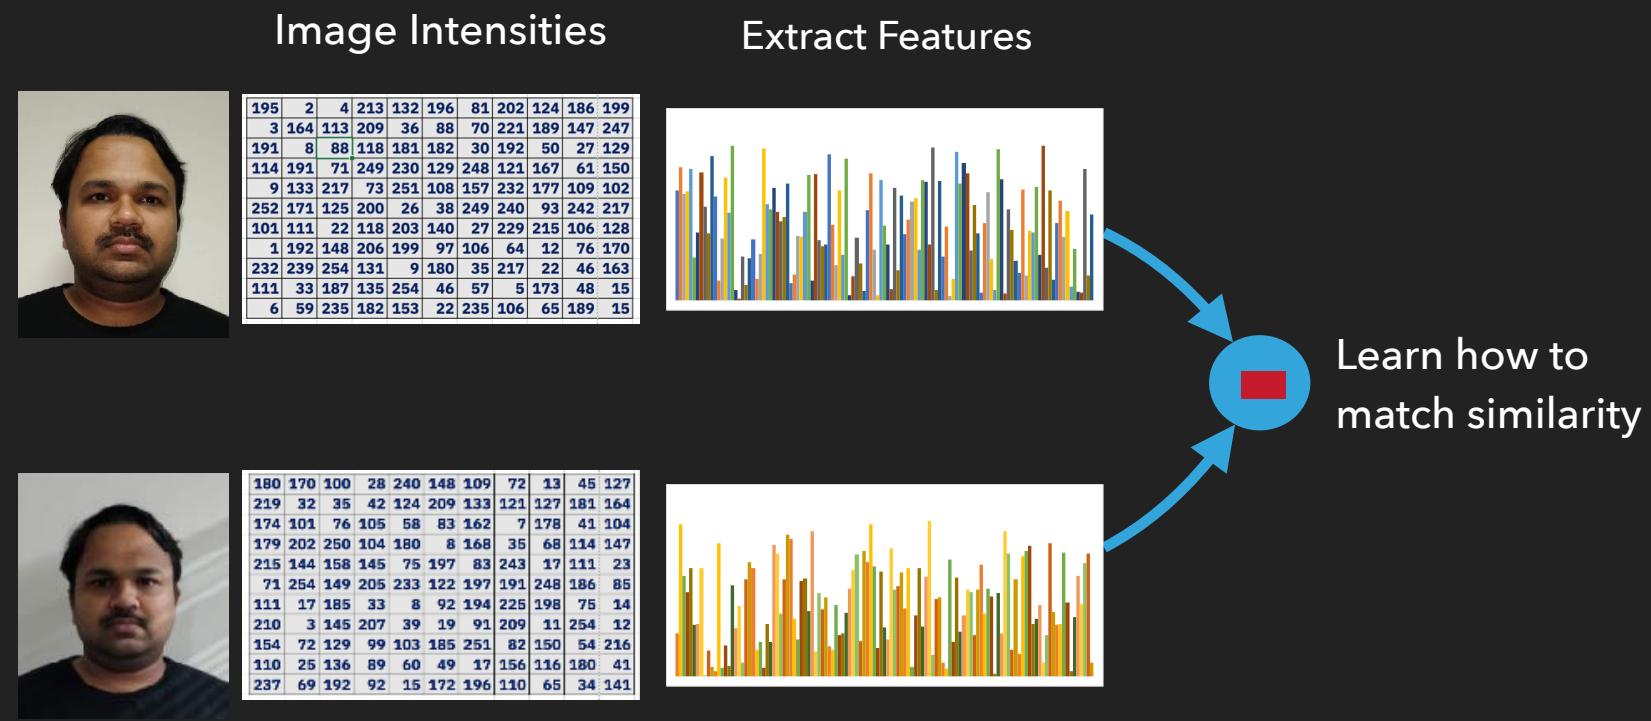 Image Intensities
Extract Features
195 2 4 213 132 196 81 202 124 186 199
3 164 113 209 36 88 70 221 189 147 247
191 8 88 118 181 182 30 192 50 27 129
114 191 71 249 230 129 248 121 167 61 150
9 133 217 73 251 108 157 232 177 109 102
252 171 125 200 26 38 249 240 93 242 217
101 111 22 118 203 140 27 229 215 106 128
1 192 148 206 199 97 106 64 12 76 170
232 239 254 131 9 180 35 217 22 46 163
111 33 187 135 254 46 57 5 173 48 15
6 59 235 182 153 22 235 106 65 189 15
Learn how to
match similarity
180 170 100 28 240 148 109 72 13 45 127
219 32 35 42 124 209 133 121 127 181 164
174 101 76 105 58 83 162 7 178 41 104
179 202 250 104 180 8 168 35 68 114 147
215 144 158 145 75 197 83 243 17 111 23
71 254 149 205 233 122 197 191 248 186 85
111 17 185 33 8 92 194 225 198 75 14
210 3 145 207 39 19 91 209 11 254 12
154 72 129 99 103 185 251 82 150 54 216
110 25 136 89 60 49 17 156 116 180 41
237 69 192 92 15 172 196 110 65 34 141